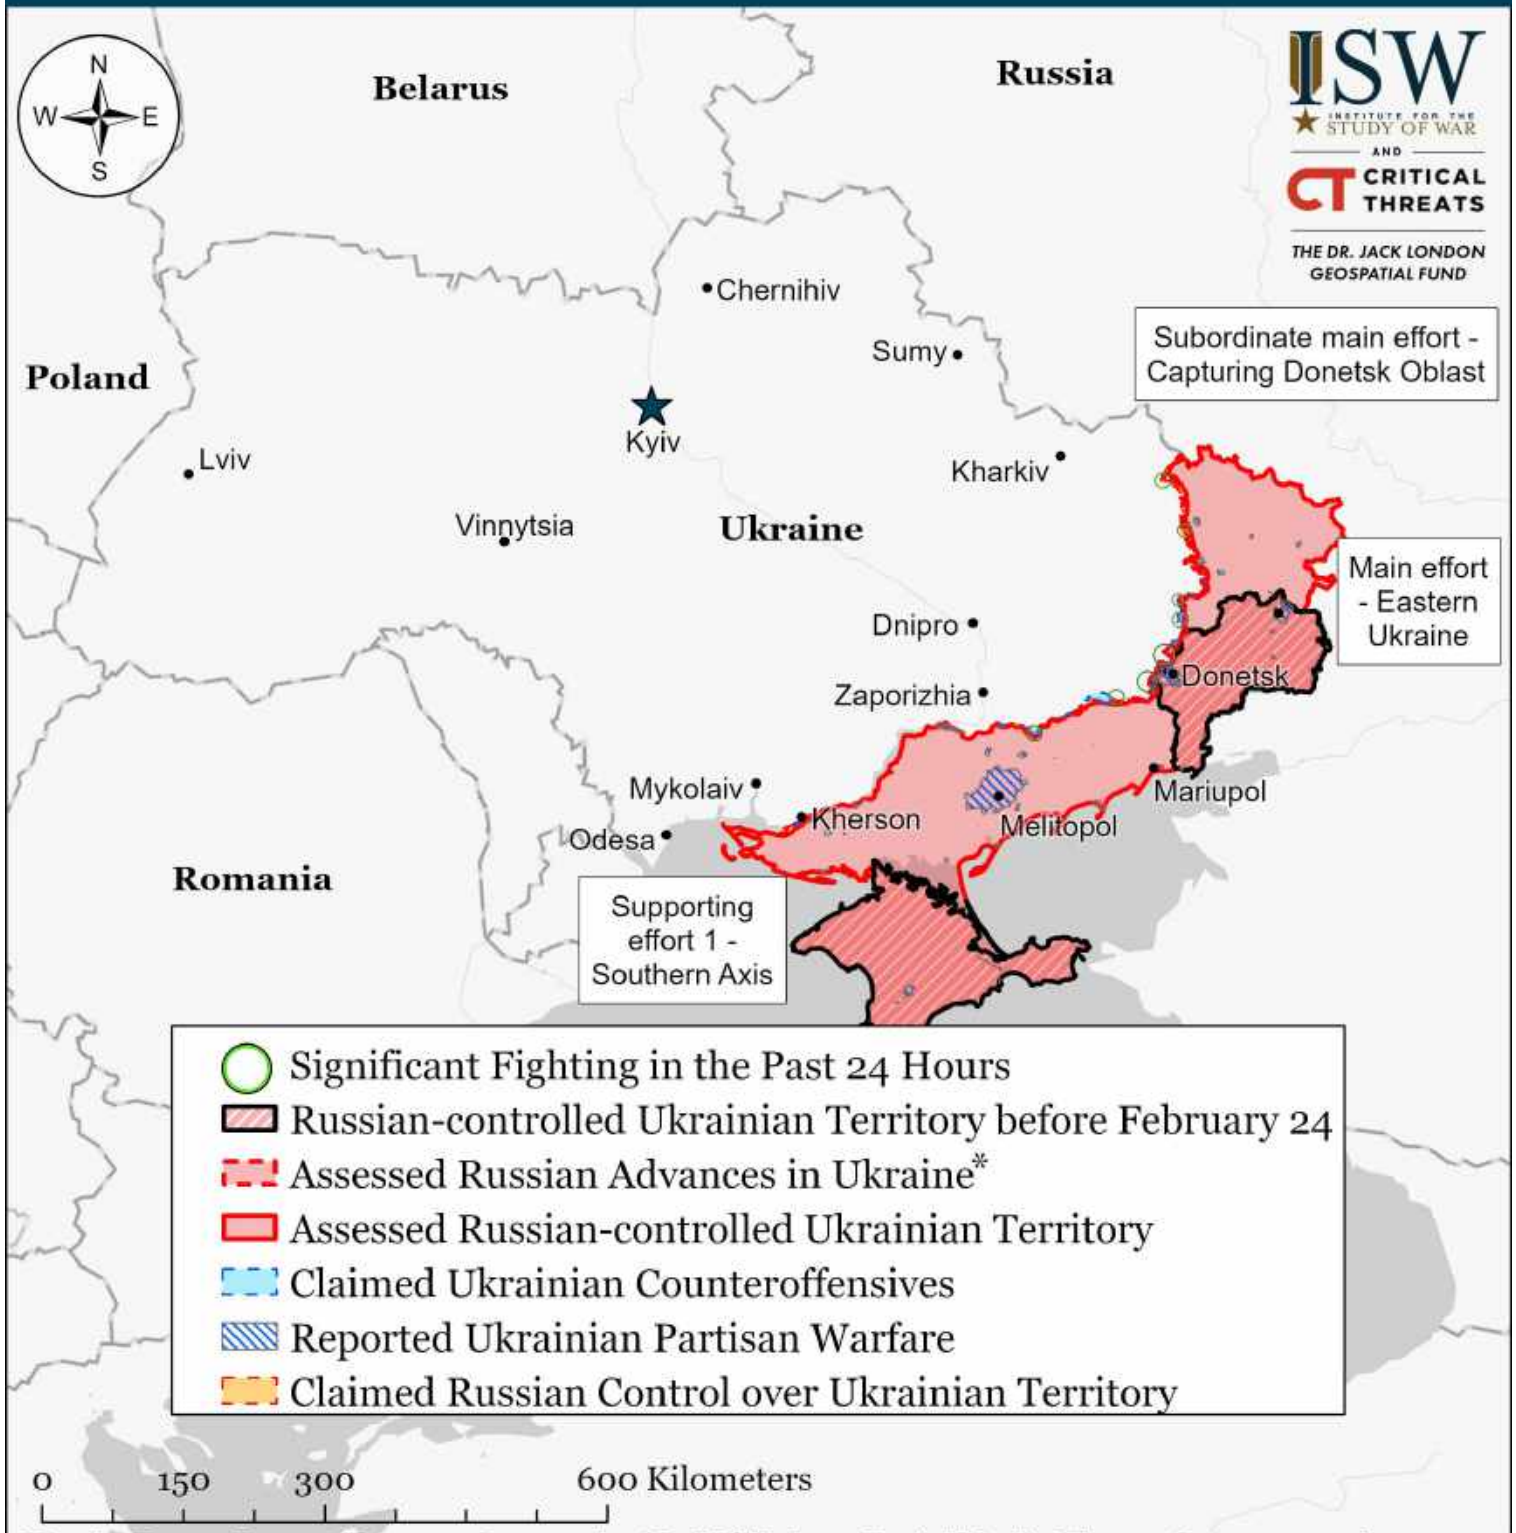 N
W E
S
Belarus
Russia
ISW
INSTITUTE FOR THE
STUDY OF WAR
AND
CT CRITICAL
THREATS
THE DR. JACK LONDON
GEOSPATIAL FUND
Chernihiv
Subordinate main effort -
Capturing Donetsk Oblast
Sumy
Poland
Kyiv
Lviv
Kharkiv
Vinnytsia
Ukraine
Main effort
- Eastern
Ukraine
Dnipro
Donetsk
Zaporizhia
Mykolaiv
Mariupol
Kherson
Melitopol
Odesa
Romania
Supporting
effort 1 -
Southern Axis
Significant Fighting in the Past 24 Hours
Russian-controlled Ukrainian Territory before February 24
Assessed Russian Advances in Ukraine*
Assessed Russian-controlled Ukrainian Territory
Claimed Ukrainian Counteroffensives
Reported Ukrainian Partisan Warfare
Claimed Russian Control over Ukrainian Territory
0 150 300 600 Kilometers